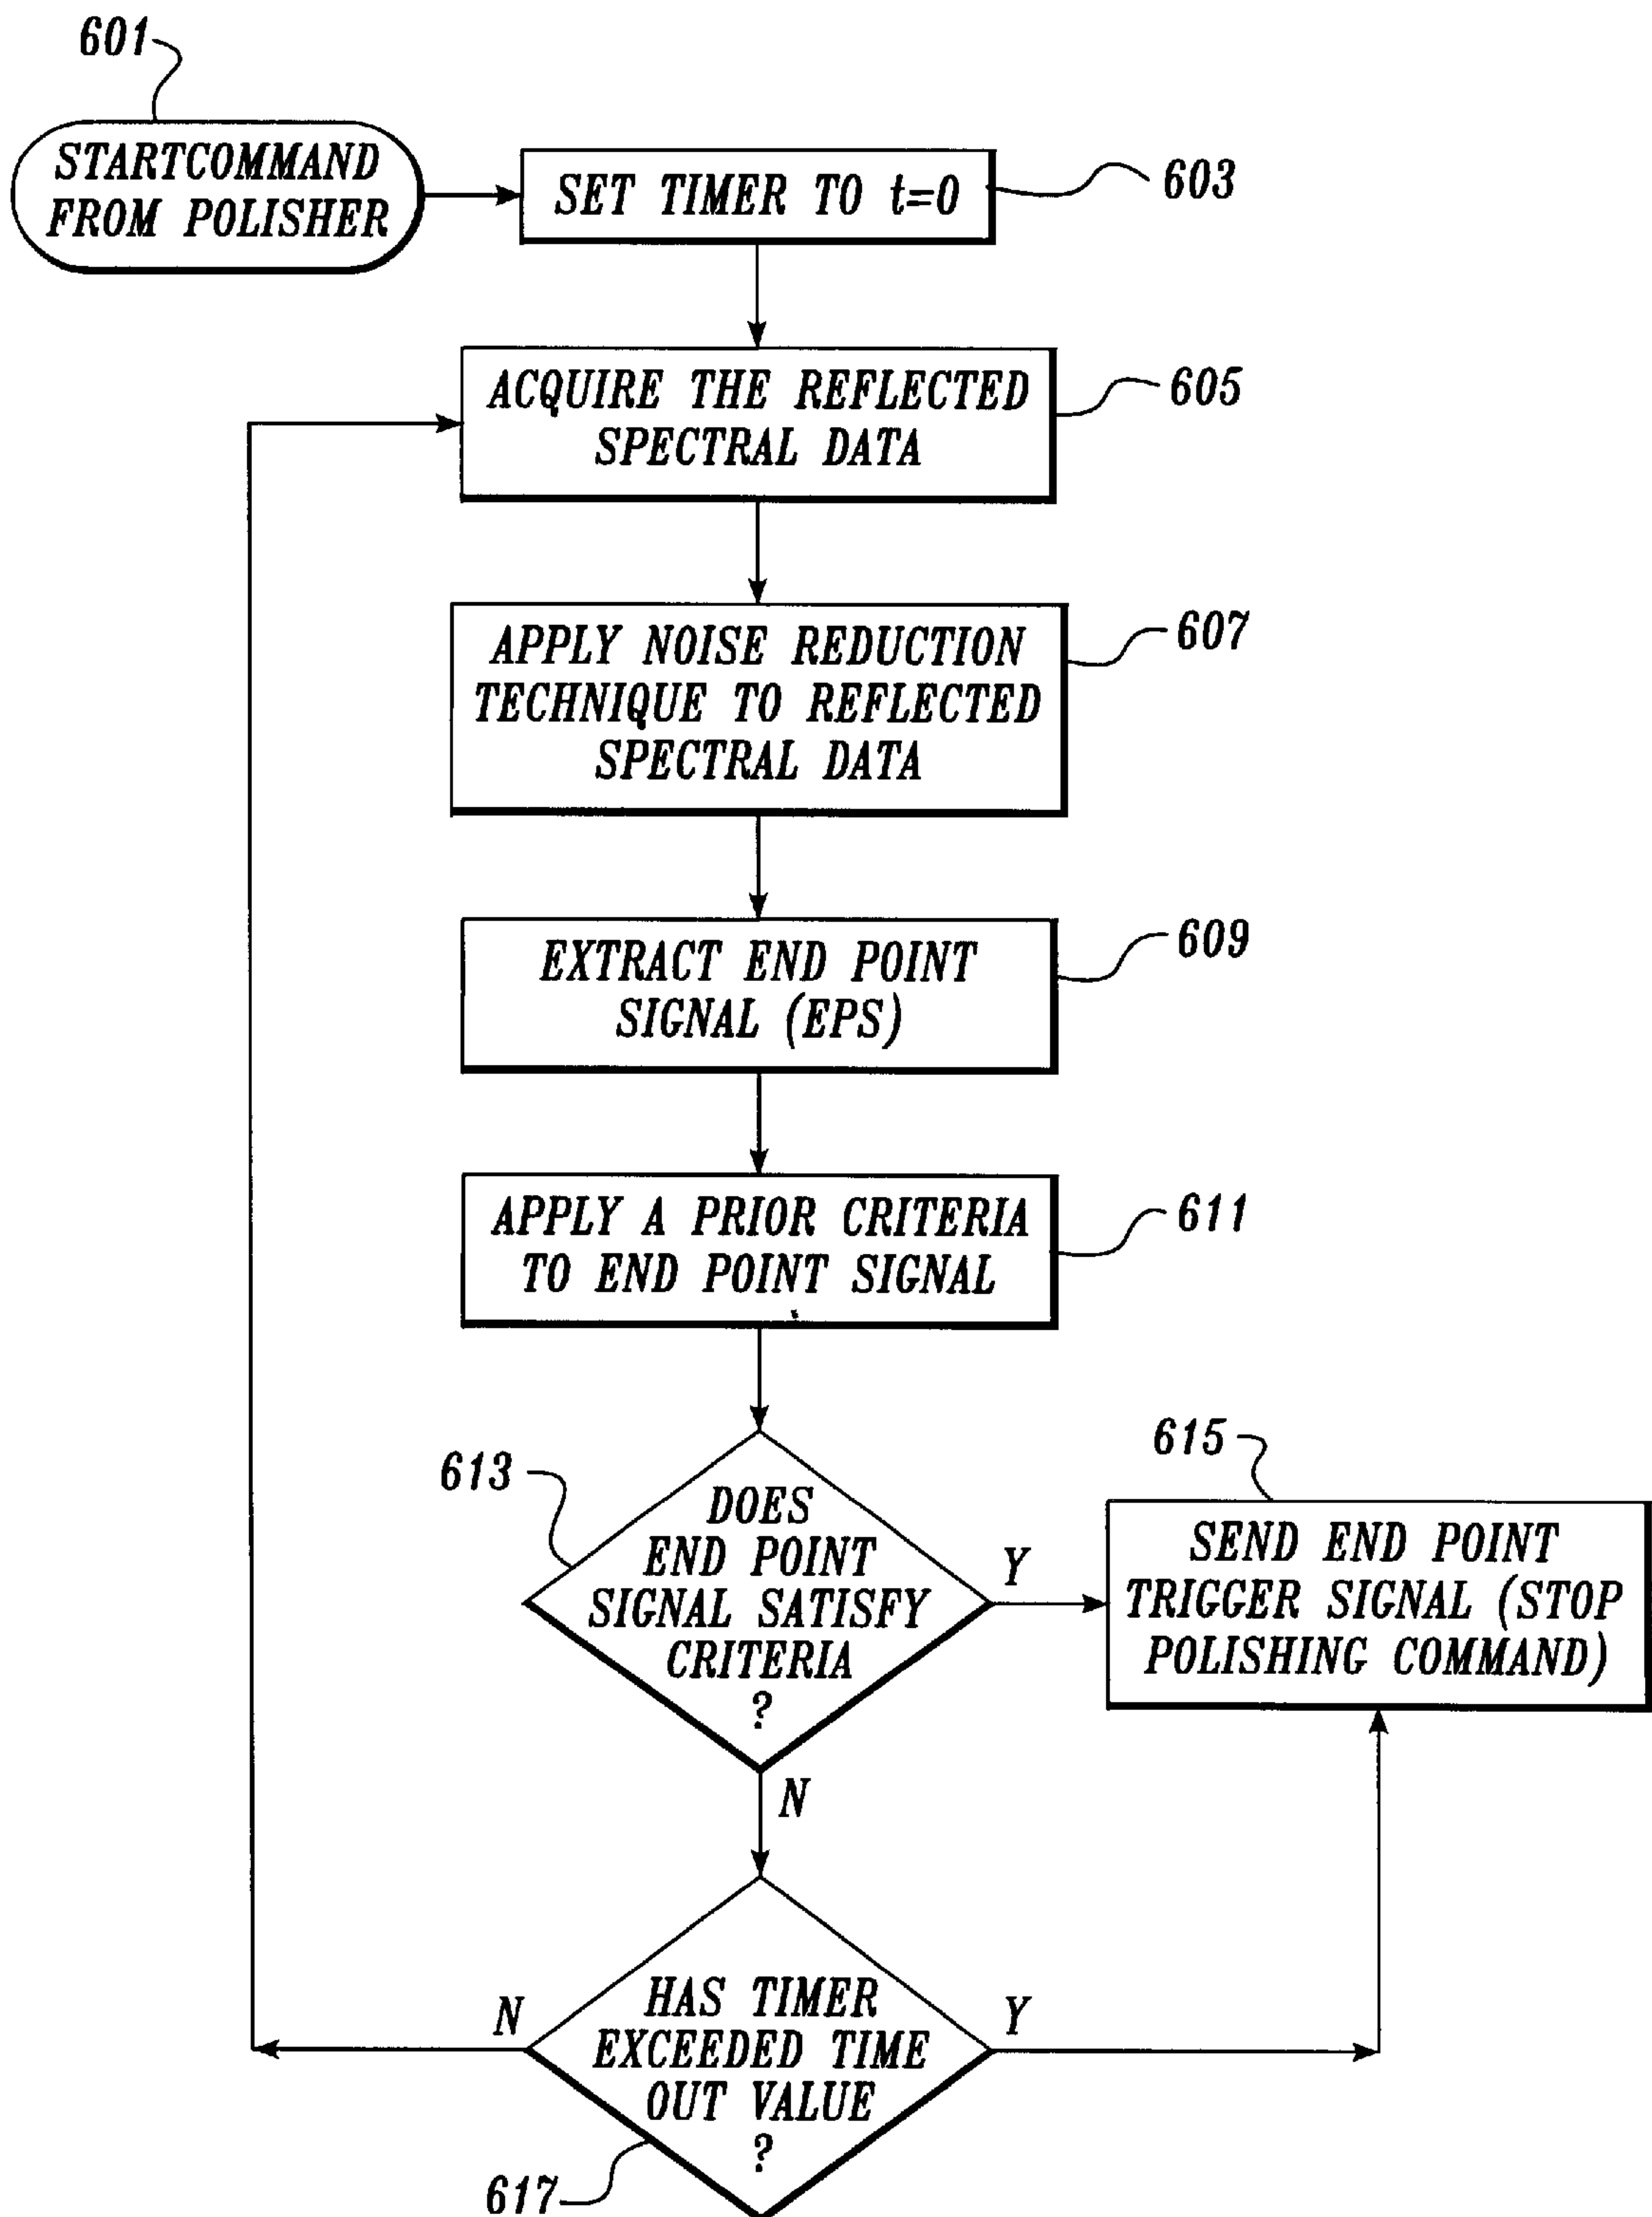 601
STARTCOMMAND
FROM POLISHER
SET TIMER TO t=0
603
ACQUIRE THE REFLECTED
SPECTRAL DATA
605
APPLY NOISE REDUCTION
TECHNIQUE TO REFLECTED
SPECTRAL DATA
607
EXTRACT END POINT
SIGNAL (EPS)
609
APPLY A PRIOR CRITERIA
TO END POINT SIGNAL
611
613
DOES
END POINT
SIGNAL SATISFY
CRITERIA
?
Y
N
615
SEND END POINT
TRIGGER SIGNAL (STOP
POLISHING COMMAND)
HAS TIMER
EXCEEDED TIME
OUT VALUE
?
N
Y
617